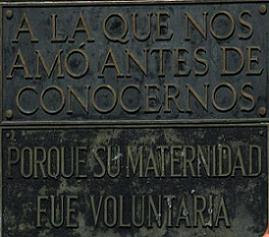 A LA QUE NOS
AMÓ ANTES DE
CONOCERNOS
PORQUE SU MATERNIDAD
FUE VOLUNTARIA